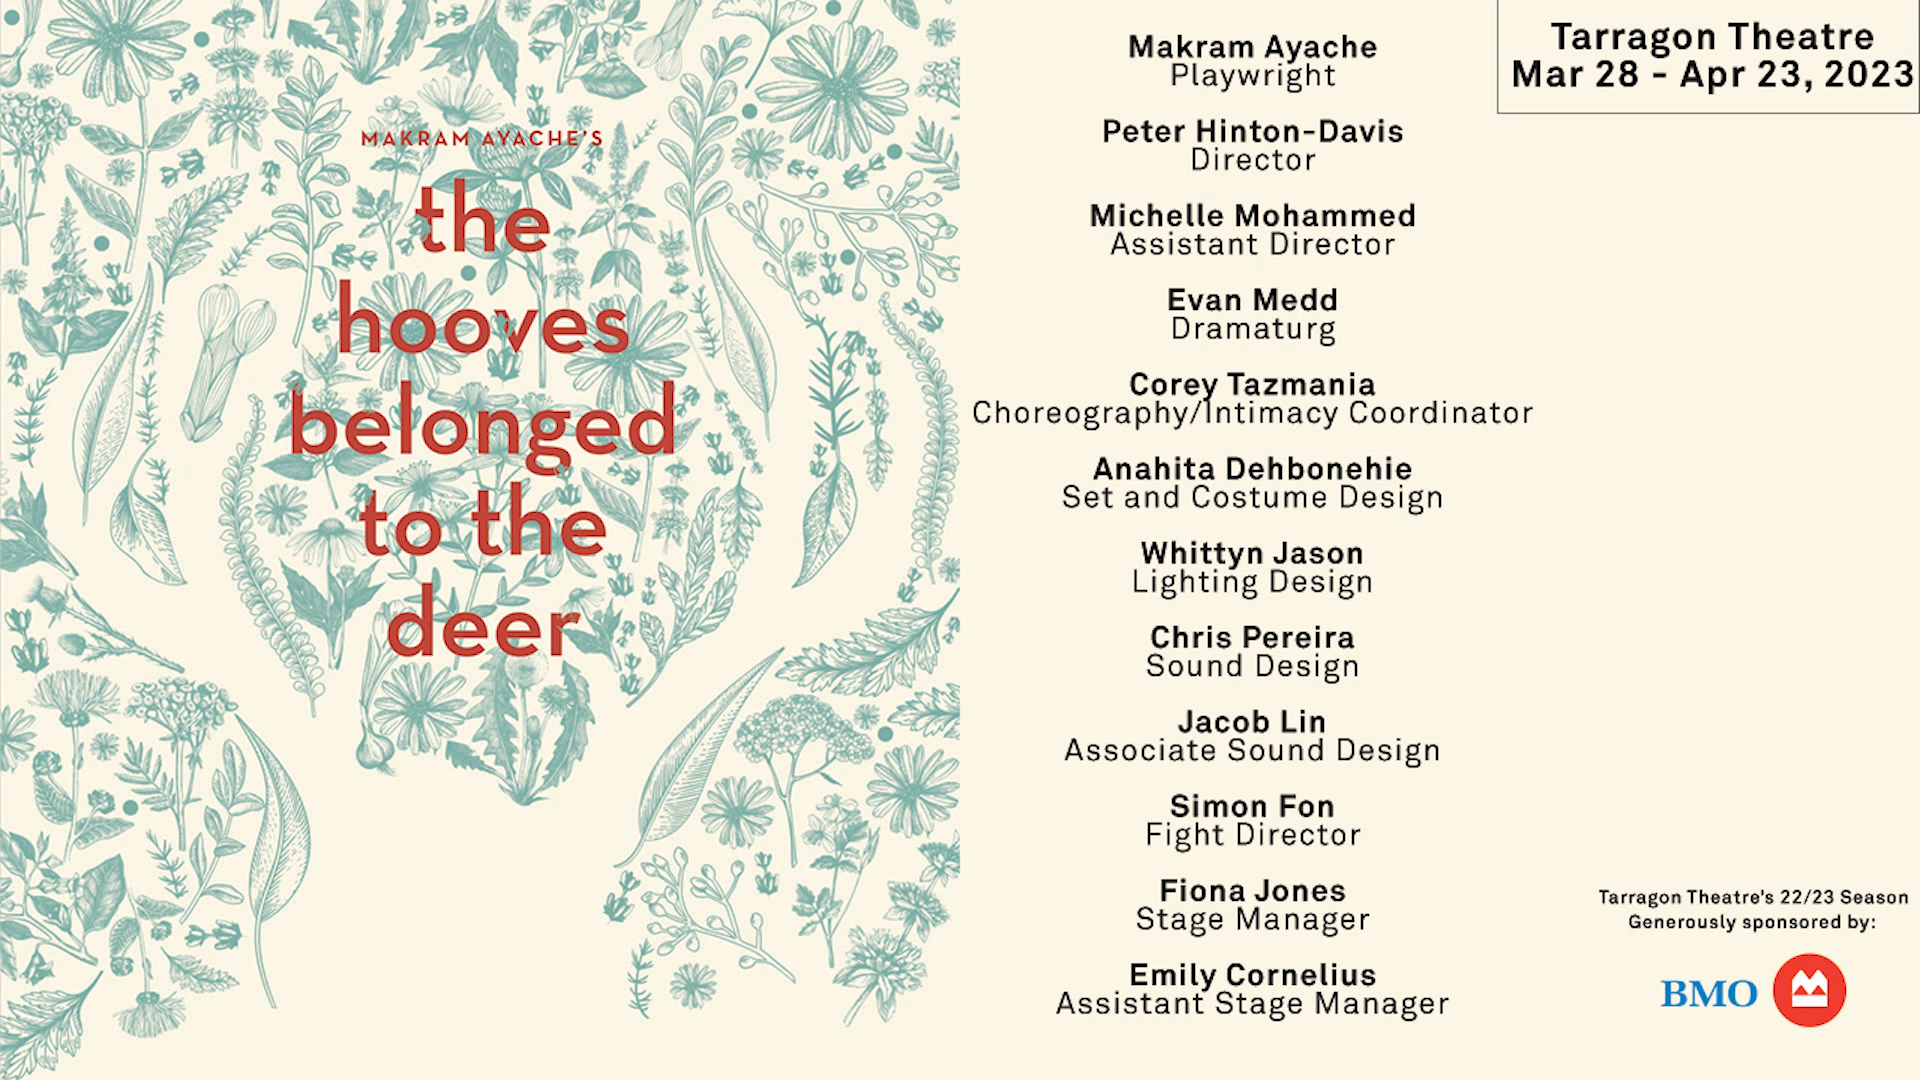 MAKRAM AYACHE'S
the
hooves
belonged
to the
deer
Makram Ayache
Playwright
Peter Hinton-Davis
Director
Michelle Mohammed
Assistant Director
Evan Medd
Dramaturg
Corey Tazmania
Choreography/Intimacy Coordinator
Anahita Dehbonehie
Set and Costume Design
Whittyn Jason
Lighting Design
Chris Pereira
Sound Design
Jacob Lin
Associate Sound Design
Simon Fon
Fight Director
Fiona Jones
Stage Manager
Emily Cornelius
Assistant Stage Manager
Tarragon Theatre
Mar 28 - Apr 23, 2023
Tarragon Theatre's 22/23 Season
Generously sponsored by:
BMO